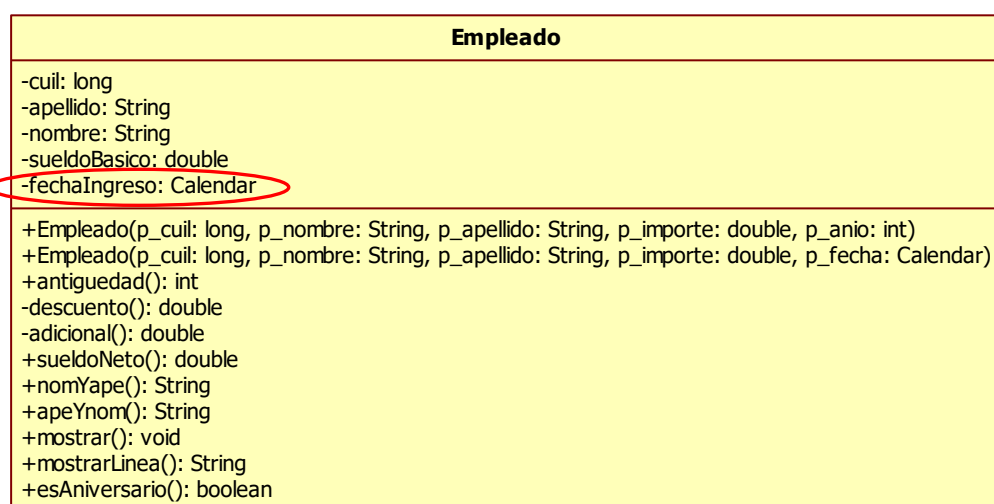 Empleado
-cuil: long
-apellido: String
-nombre: String
-sueldoBasico: double
-fechaIngreso: Calendar
+Empleado(p_cuil: long, p_nombre: String, p_apellido: String, p_importe: double, p_anio: int)
+Empleado(p_cuil: long, p_nombre: String, p_apellido: String, p_importe: double, p_fecha: Calendar)
+antiguedad(): int
-descuento(): double
-adicional(): double
+sueldoNeto(): double
+nomYape(): String
+apeYnom(): String
+mostrar(): void
+mostrarLinea(): String
+esAniversario(): boolean